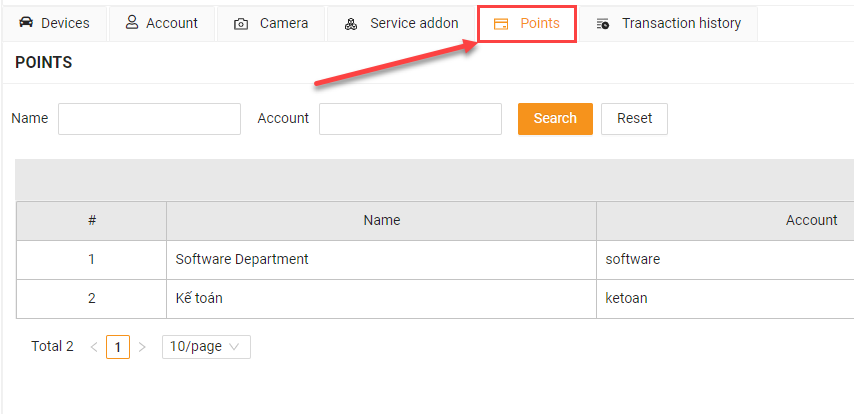 Devices Account Camera Service addon Points Transaction history
POINTS
Name Account Search Reset
# Name Account
1 Software Department software
2 Kế toán ketoan
Total 2 < 1 > 10/page